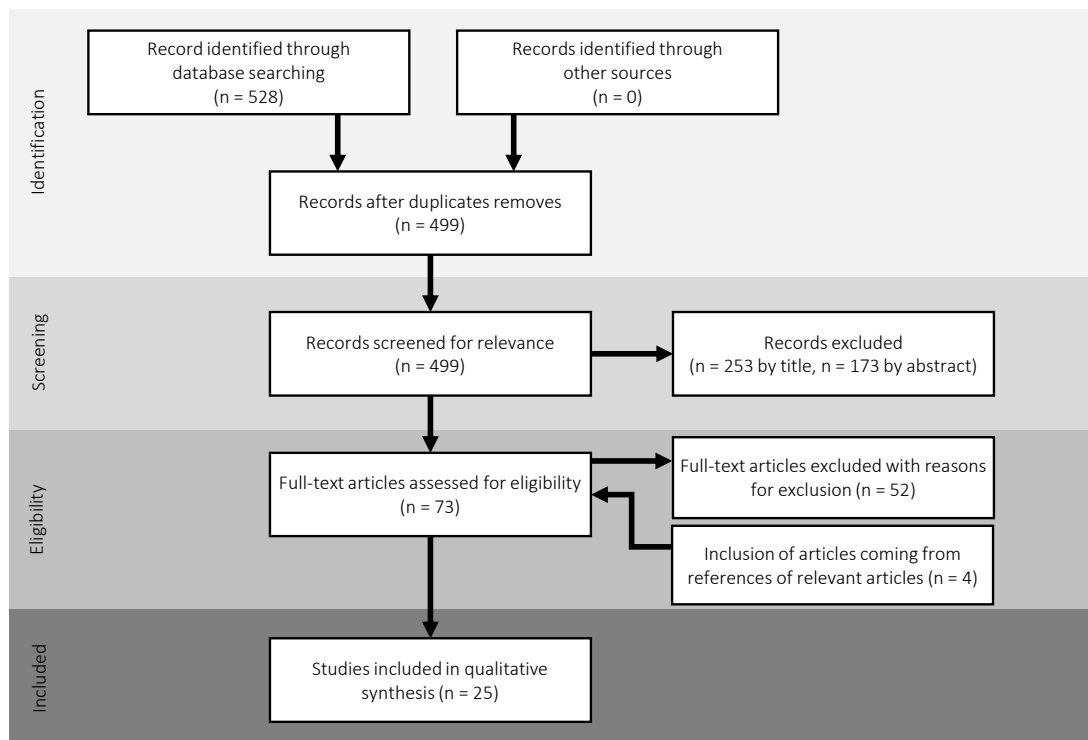 Identification
Record identified through
database searching
(n = 528)
Records identified through
other sources
(n = 0)
Records after duplicates removes
(n = 499)
Screening
Records screened for relevance
(n = 499)
Records excluded
(n = 253 by title, n = 173 by abstract)
Eligibility
Full-text articles assessed for eligibility
(n = 73)
Full-text articles excluded with reasons
for exclusion (n = 52)
Inclusion of articles coming from
references of relevant articles (n = 4)
Included
Studies included in qualitative
synthesis (n = 25)